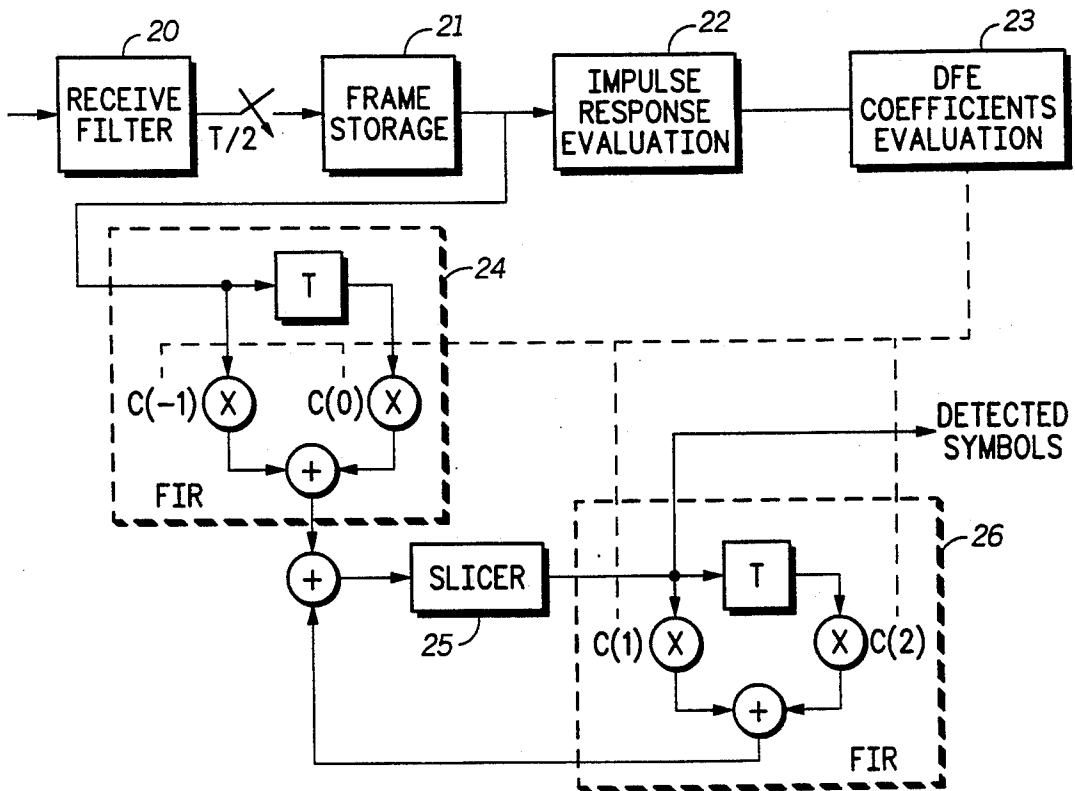 20
21
22
23
RECEIVE
FILTER
T/2
FRAME
STORAGE
IMPULSE
RESPONSE
EVALUATION
DFE
COEFFICIENTS
EVALUATION
24
T
C(-1)
X
C(0)
X
+
FIR
DETECTED
SYMBOLS
+
SLICER
25
26
T
C(1)
X
X
C(2)
+
FIR